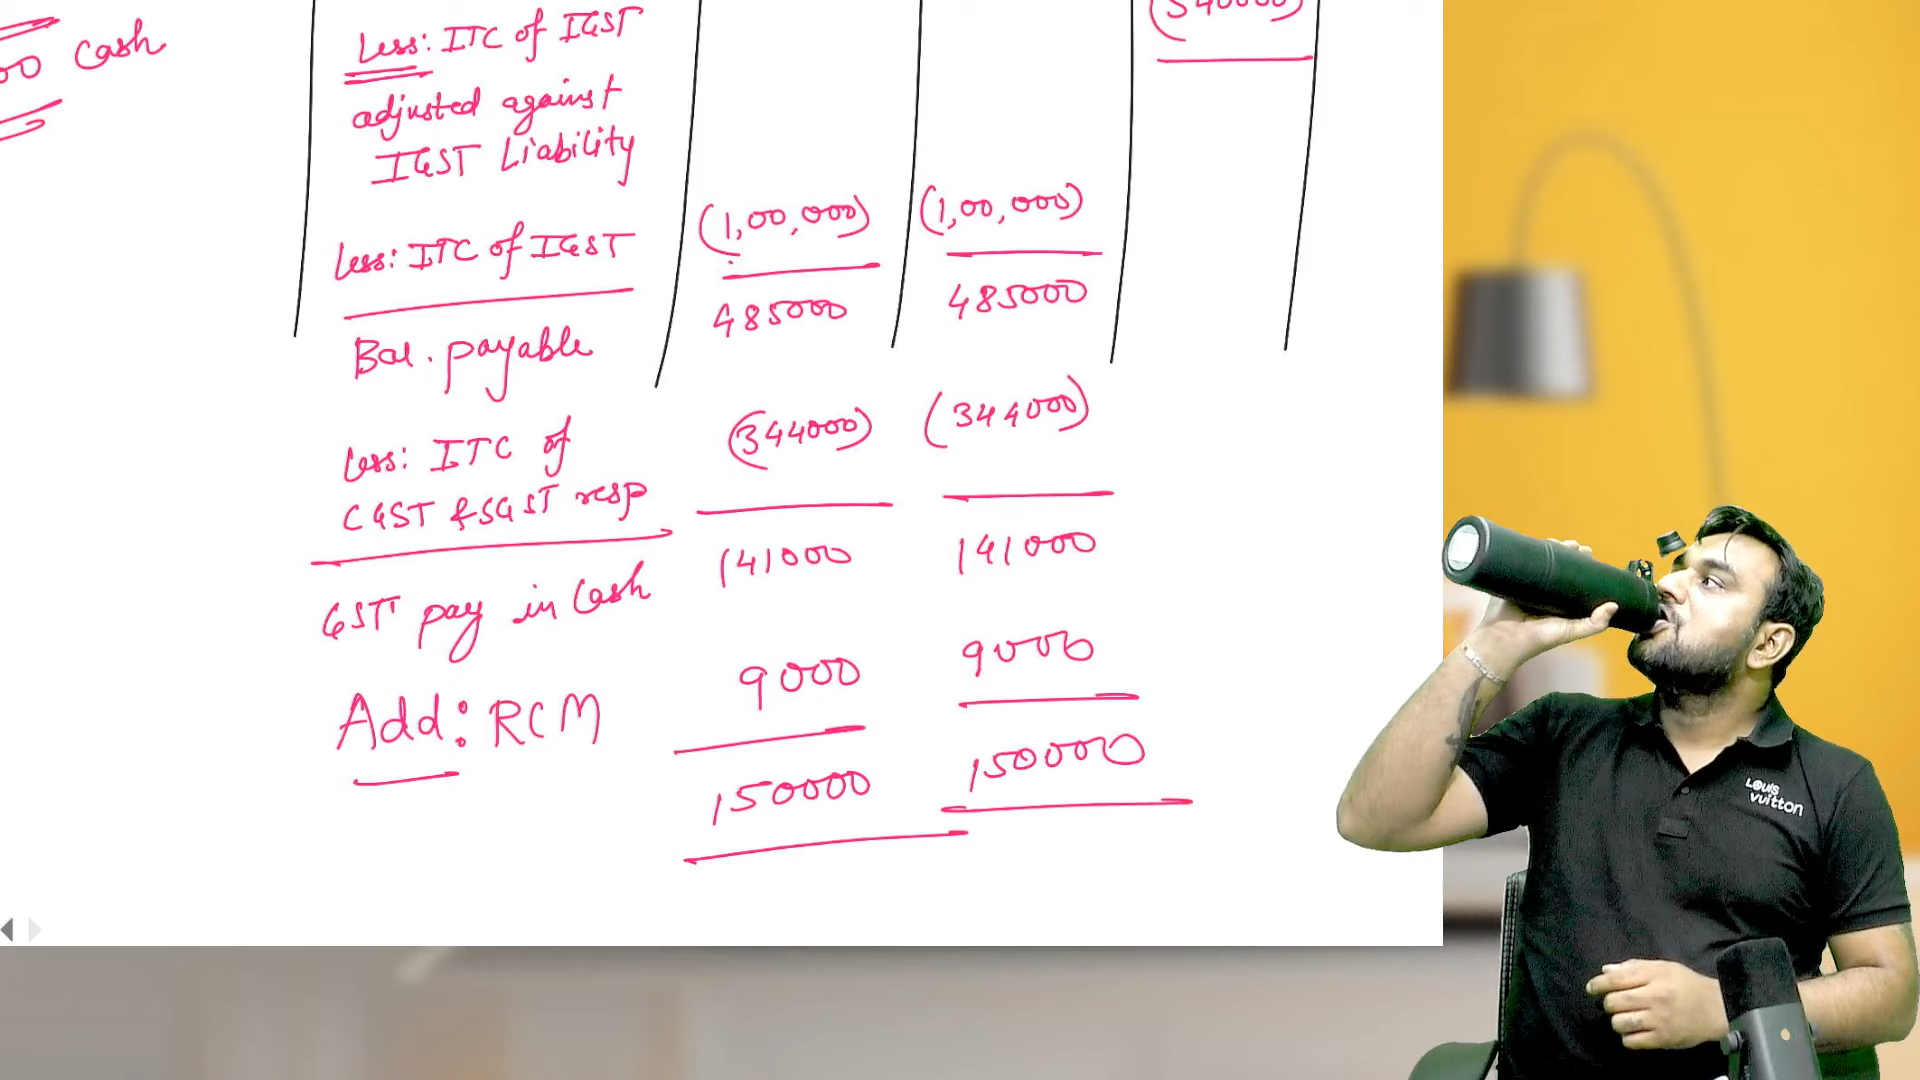 (540000)
cash
Less: ITC of IGST
adjusted against
IGST Liability
Less: ITC of IGST (1,00,000) (1,00,000)
485000 485000
Bal. payable
Less: ITC of (344000) (344000)
CGST & SGST resp
141000 141000
GST pay in Cash
9000 9000
Add: RCM
150000 150000
Louis
vuitton